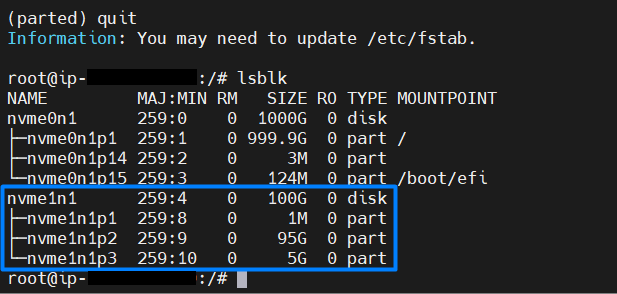 (parted) quit
Information: You may need to update /etc/fstab.
root@ip-:/# lsblk
NAME MAJ:MIN RM SIZE RO TYPE MOUNTPOINT
nvme0n1 259:0 0 1000G 0 disk
├─nvme0n1p1 259:1 0 999.9G 0 part /
├─nvme0n1p14 259:2 0 3M 0 part
└─nvme0n1p15 259:3 0 124M 0 part /boot/efi
nvme1n1 259:4 0 100G 0 disk
├─nvme1n1p1 259:8 0 1M 0 part
├─nvme1n1p2 259:9 0 95G 0 part
└─nvme1n1p3 259:10 0 5G 0 part
root@ip-:/#